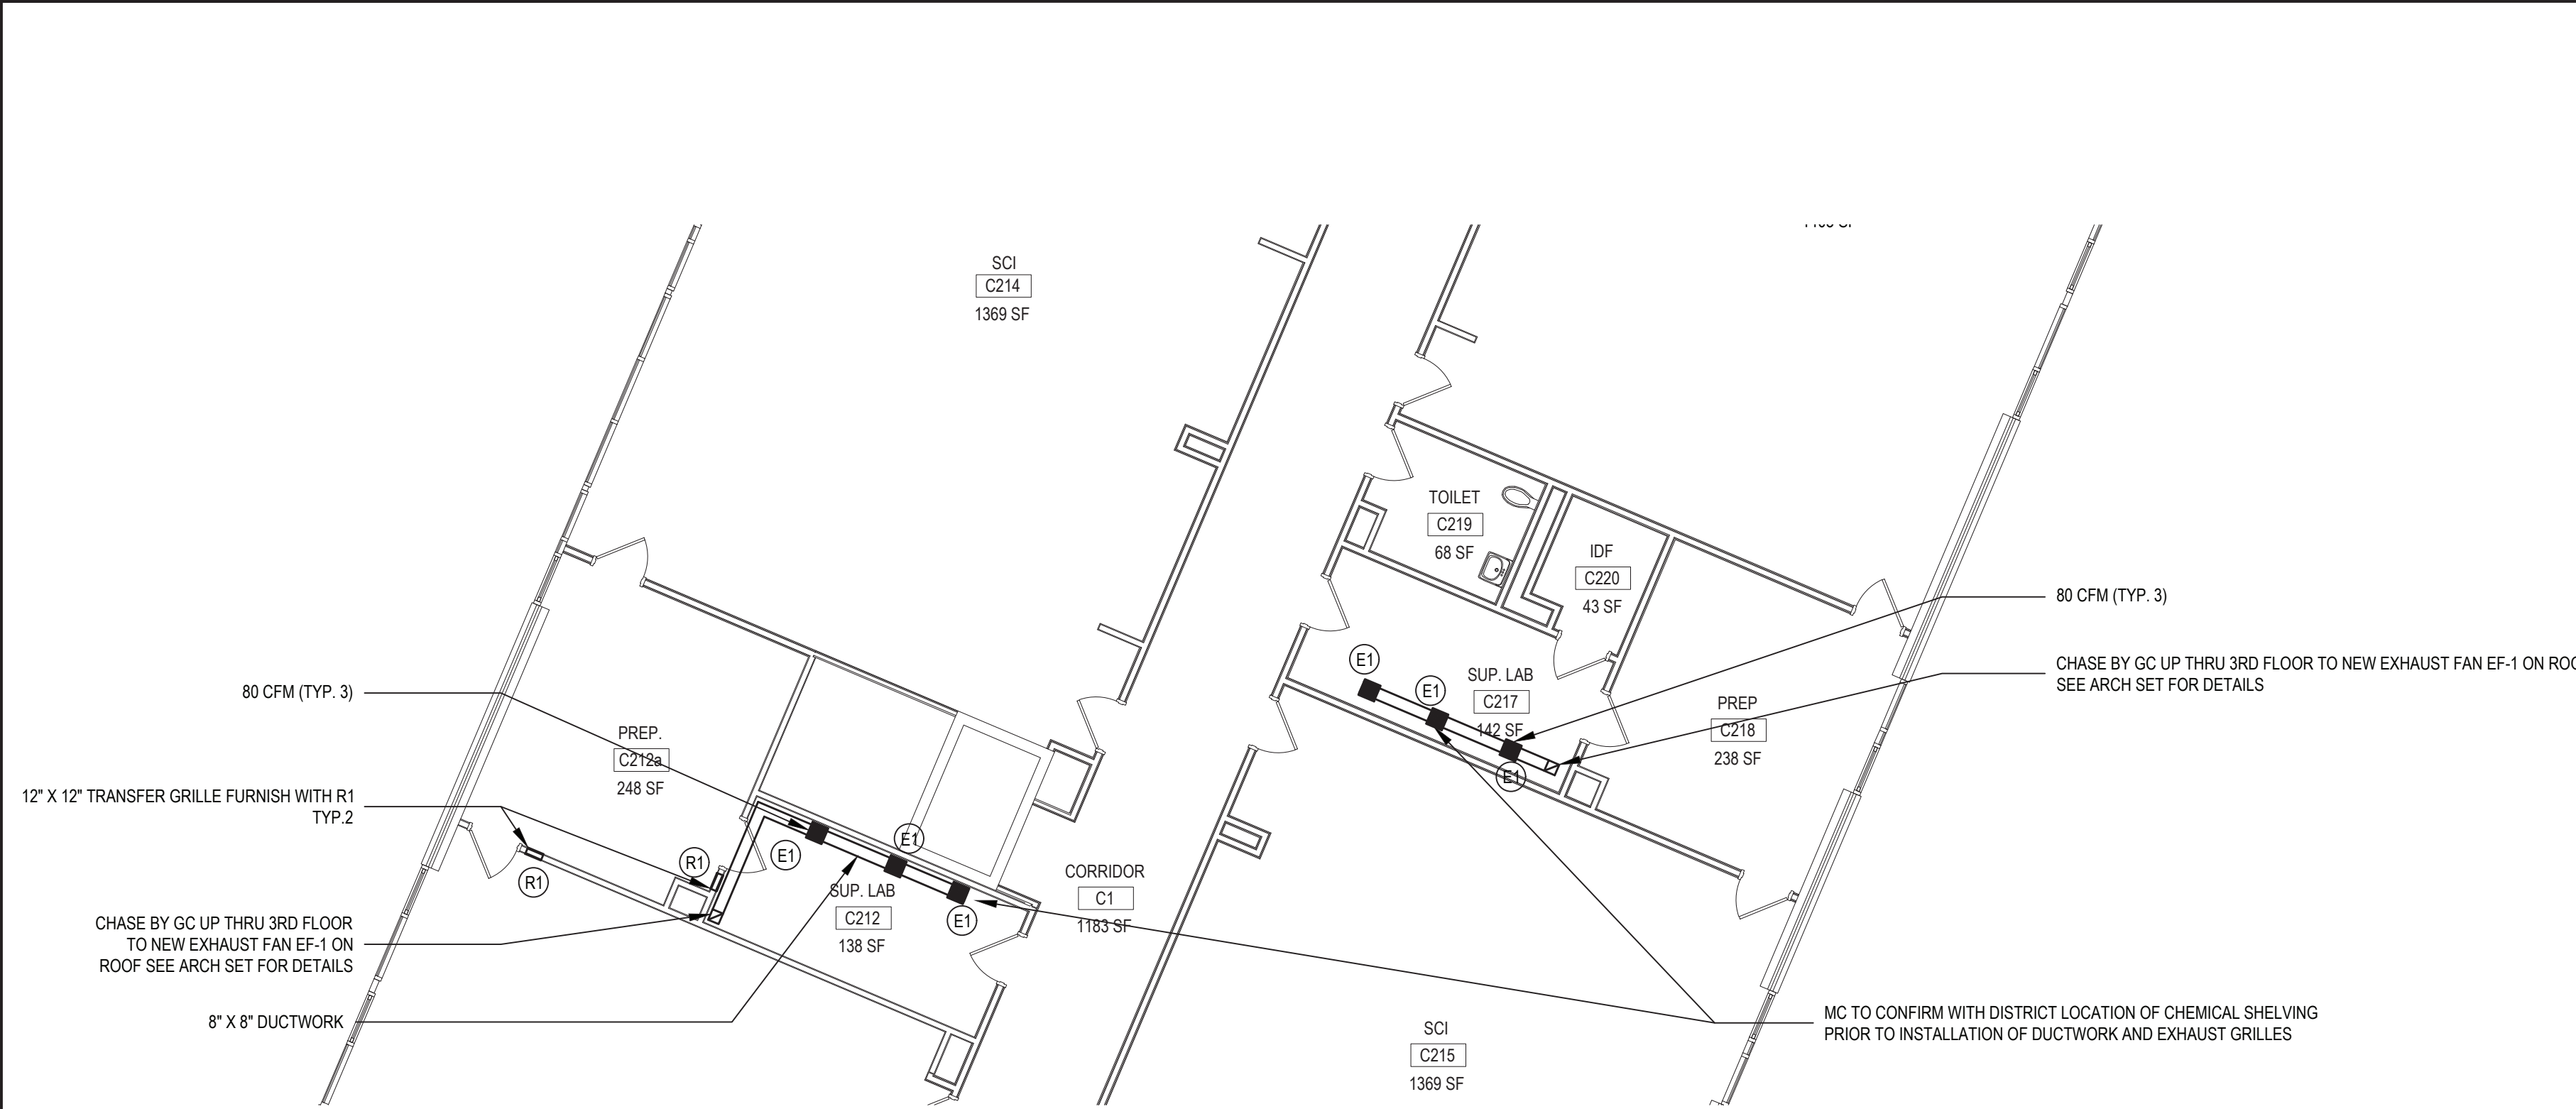 SCI
C214
1369 SF
TOILET
C219
68 SF
IDF
C220
43 SF
80 CFM (TYP. 3)
CHASE BY GC UP THRU 3RD FLOOR TO NEW EXHAUST FAN EF-1 ON
SEE ARCH SET FOR DETAILS
E1
E1
E1
SUP. LAB
C217
142 SF
PREP
C218
238 SF
80 CFM (TYP. 3)
PREP.
C212a
248 SF
12" X 12" TRANSFER GRILLE FURNISH WITH R1
TYP.2
R1
R1
E1
E1
E1
SUP. LAB
C212
138 SF
CORRIDOR
C1
1183 SF
CHASE BY GC UP THRU 3RD FLOOR
TO NEW EXHAUST FAN EF-1 ON
ROOF SEE ARCH SET FOR DETAILS
8" X 8" DUCTWORK
MC TO CONFIRM WITH DISTRICT LOCATION OF CHEMICAL SHELVING
PRIOR TO INSTALLATION OF DUCTWORK AND EXHAUST GRILLES
SCI
C215
1369 SF